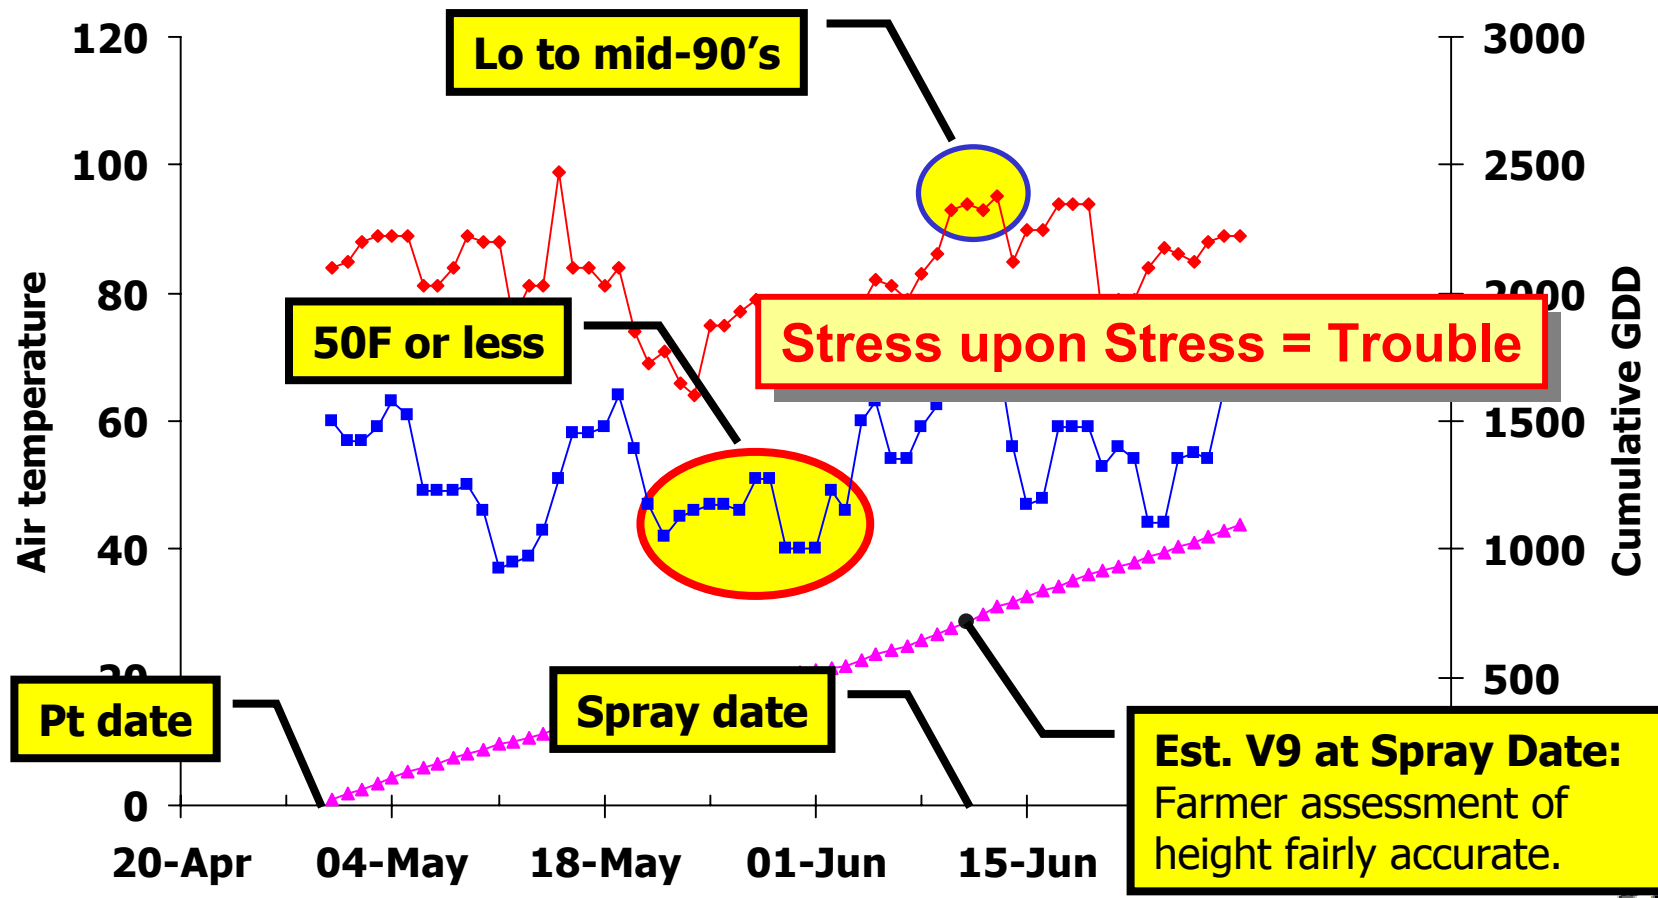 120
100
80
60
40
20
0
Air temperature
3000
2500
2000
1500
1000
500
Cumulative GDD
20-Apr
04-May
18-May
01-Jun
15-Jun
Lo to mid-90’s
50F or less
Stress upon Stress = Trouble
Pt date
Spray date
Est. V9 at Spray Date:
Farmer assessment of
height fairly accurate.